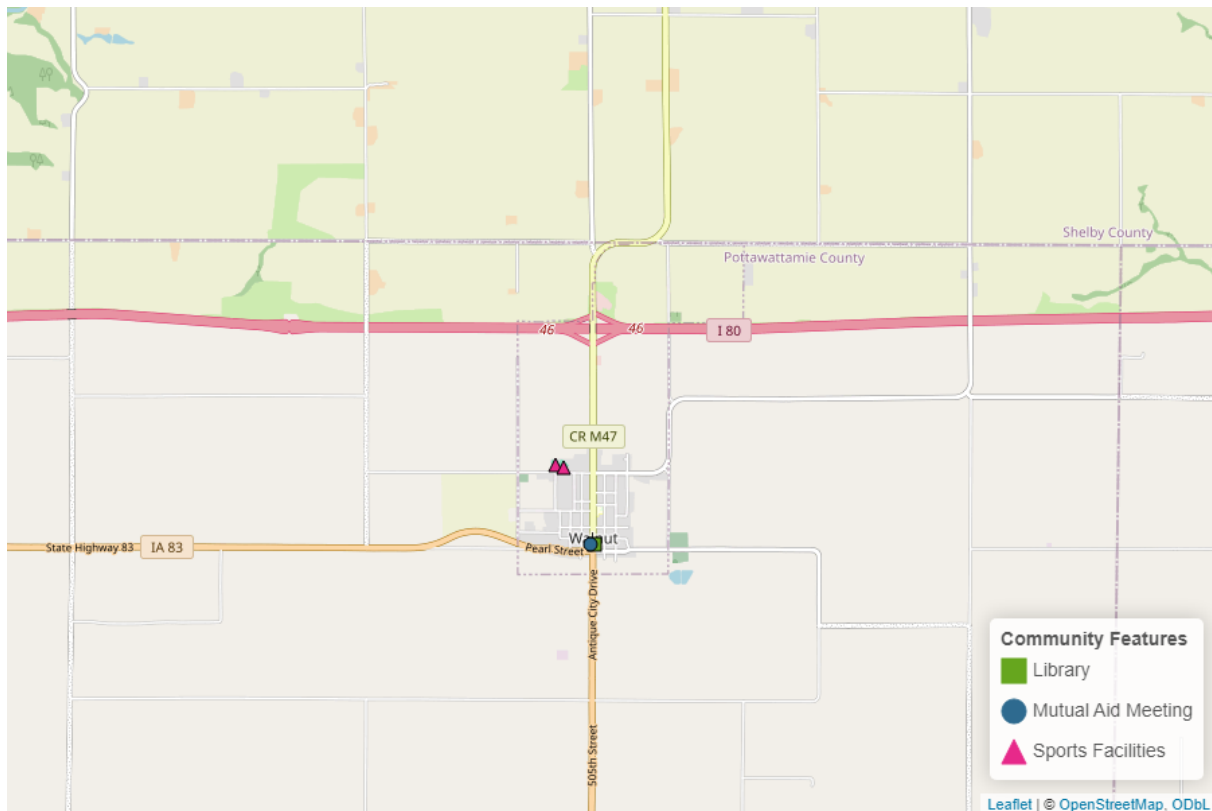 Shelby County
Pottawattamie County
46
46
I 80
CR M47
Walnut
State Highway 83
IA 83
Pearl Street
Antique City Drive
505th Street
Community Features
Library
Mutual Aid Meeting
Sports Facilities
Leaflet | © OpenStreetMap, ODbL